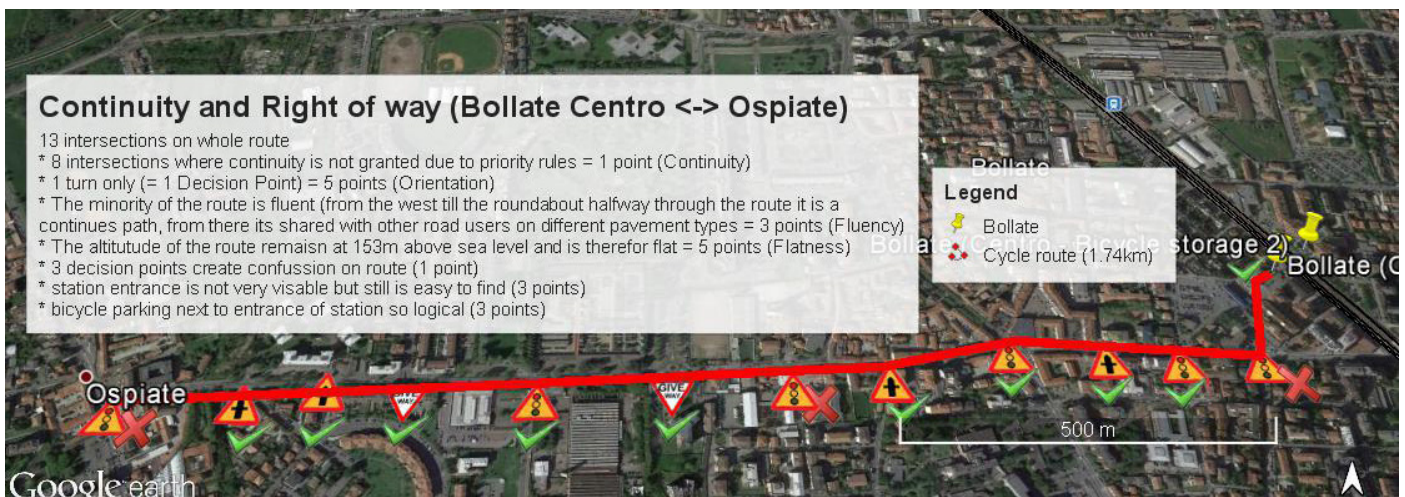 Continuity and Right of way (Bollate Centro <-> Ospiate)
13 intersections on whole route
* 8 intersections where continuity is not granted due to priority rules = 1 point (Continuity)
* 1 turn only (= 1 Decision Point) = 5 points (Orientation)
* The minority of the route is fluent (from the west till the roundabout halfway through the route it is a
continues path, from there its shared with other road users on different pavement types = 3 points (Fluency)
* The altitutude of the route remaisn at 153m above sea level and is therefor flat = 5 points (Flatness)
* 3 decision points create confussion on route (1 point)
* station entrance is not very visable but still is easy to find (3 points)
* bicycle parking next to entrance of station so logical (3 points)
Bollate
Legend
Bollate
Cycle route (1.74km)
Bollate (Centro - Bicycle storage 2)
Bollate (C
Ospiate
GIVE WAY
GIVE WAY
500 m
Google earth